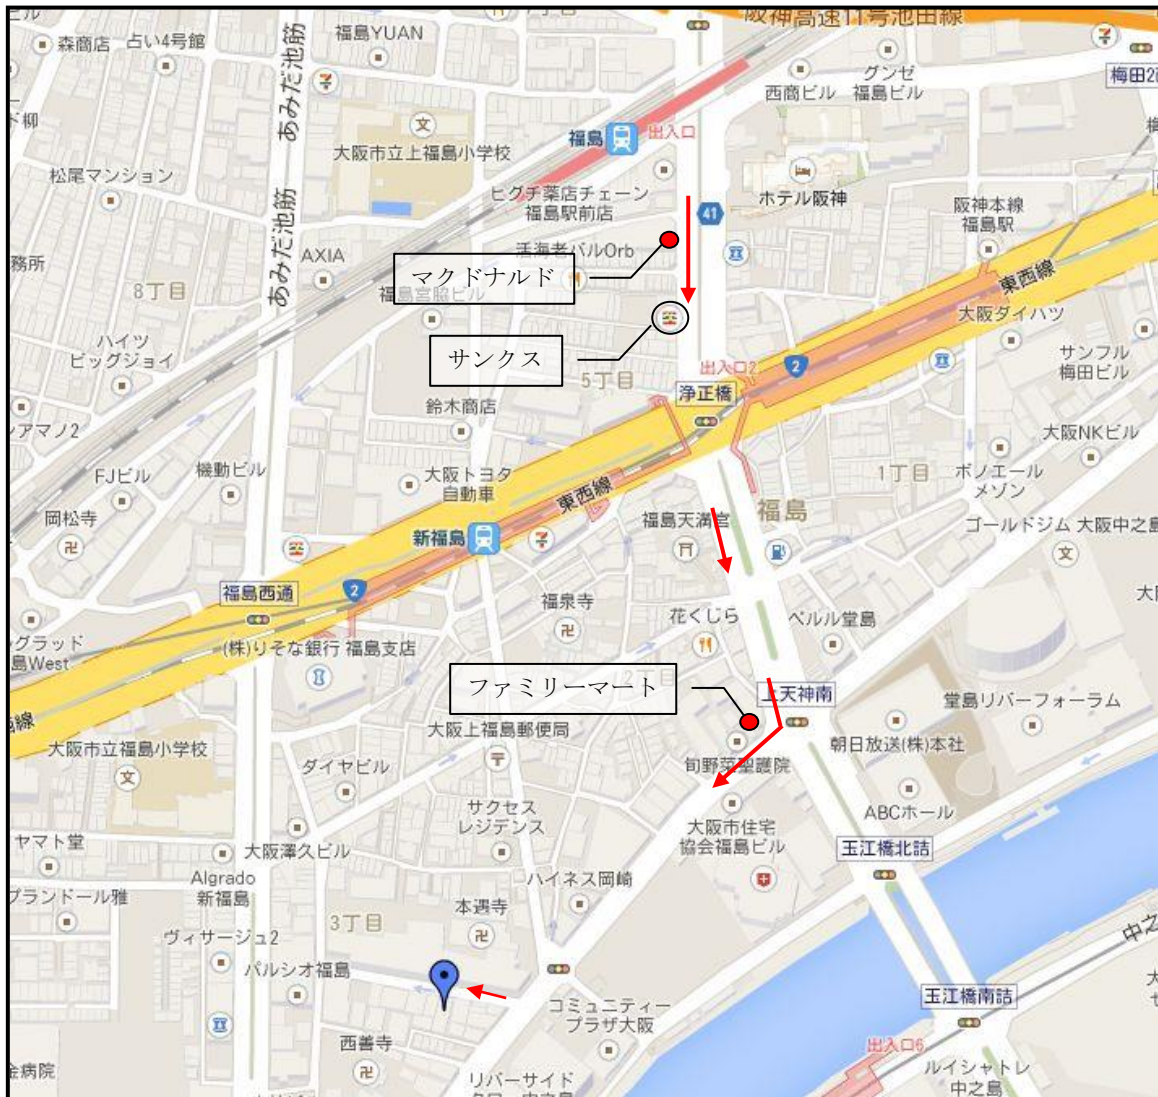 阪神高速11号池田線
森商店
占い4号館
福島YUAN
グンゼ
福島ビル
西商ビル
あみだ池筋
あみだ池筋
福島
出入口
大阪市立上福島小学校
松尾マンション
ヒグチ薬店チェーン
福島駅前店
ホテル阪神
41
阪神本線
福島駅
AXIA
活海老バルOrb
マクドナルド
8丁目
福島宮脇ビル
東西線
大阪ダイハツ
ハイツ
ビッグジョイ
サンクス
5丁目
出入口2
2
サンフル
梅田ビル
浄正橋
鈴木商店
大阪NKビル
FJビル
機動ビル
大阪トヨタ
自動車
東西線
1丁目
ボノエール
メゾン
岡松寺
新福島
福島天満宮
福島
ゴールドジム
大阪中之島
福島西通
2
福泉寺
花くじら
ペルル堂島
(株)りそな銀行 福島支店
ファミリーマート
2丁目
上天神南
堂島リバーフォーラム
大阪市立福島小学校
大阪上福島郵便局
朝日放送(株)本社
ダイヤビル
旬野菜聖護院
サクセス
レジデンス
大阪市住宅
協会福島ビル
ABCホール
ヤマト堂
大阪澤久ビル
玉江橋北詰
Algrado
新福島
ハイネス岡崎
本遇寺
3丁目
ヴィサージュ2
パルシオ福島
コミュニティー
プラザ大阪
玉江橋南詰
西善寺
出入口6
リバーサイド
ルイシャトレ
中之島